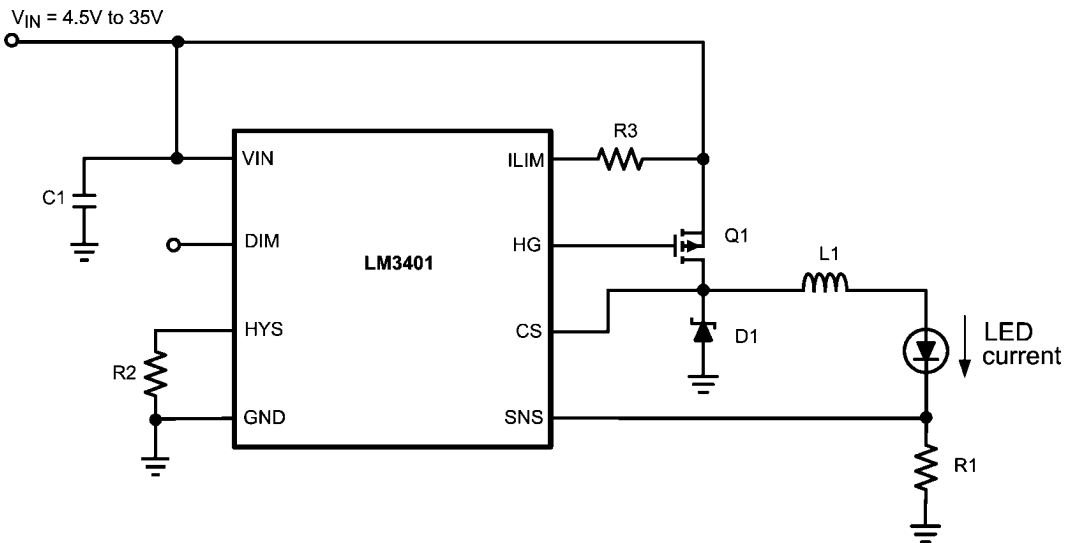 VIN = 4.5V to 35V
R3
VIN
ILIM
C1
DIM
HG
Q1
LM3401
L1
HYS
CS
D1
LED
current
R2
GND
SNS
R1